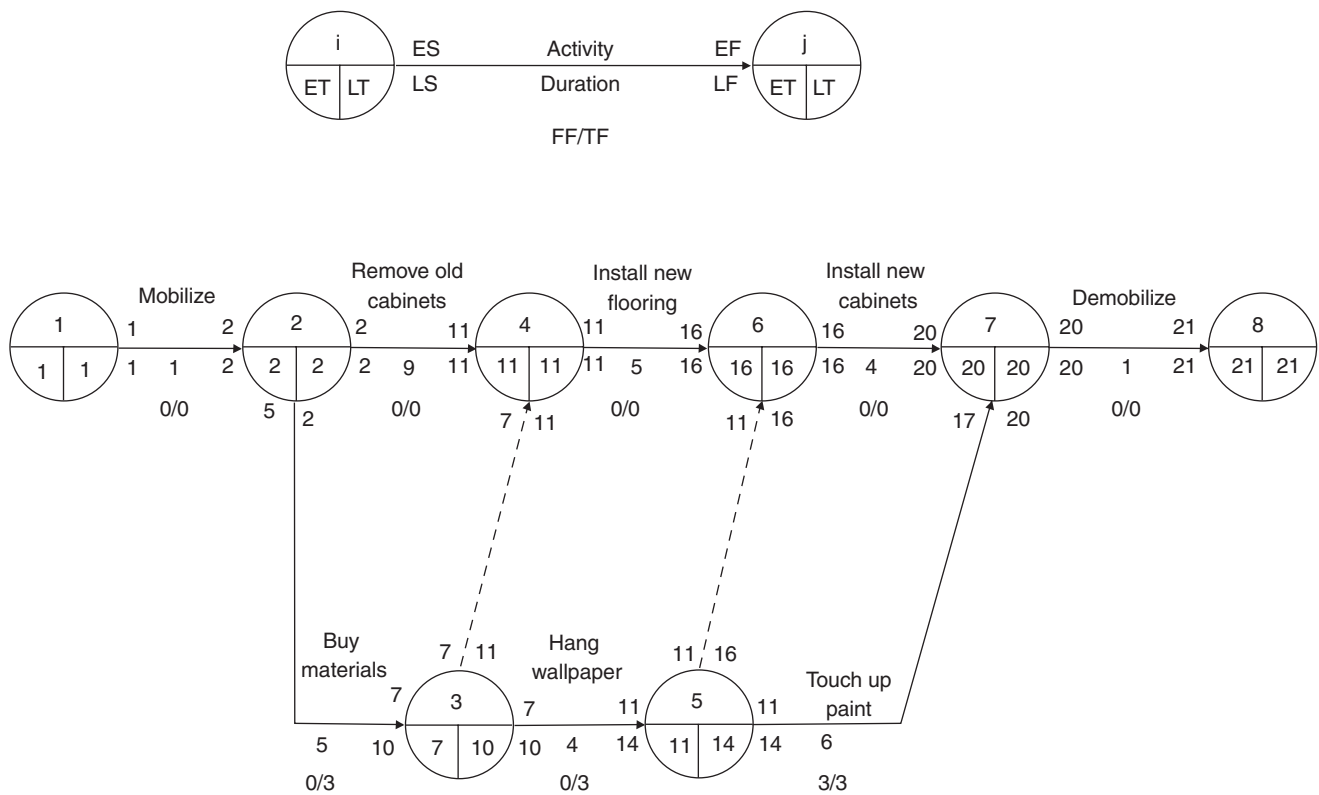 i
ES Activity EF
j
ET LT
LS Duration LF
ET LT
FF/TF
Remove old
cabinets
Install new
flooring
Install new
cabinets
Mobilize
Demobilize
1
1 2
2
2 11
4
11 16
6
16 20
7
20 21
8
1 1
1 1 2
2 2
2 9 11
11 11
11 5 16
16 16
16 4 20
20 20
20 1 21
21 21
0/0
5 2
0/0
7 11
0/0
11 16
0/0
17 20
0/0
Buy
materials
7 11
Hang
wallpaper
11 16
Touch up
paint
7
3
7 11
5
11
5 10
7 10
10 4 14
11 14
14 6
0/3
0/3
3/3